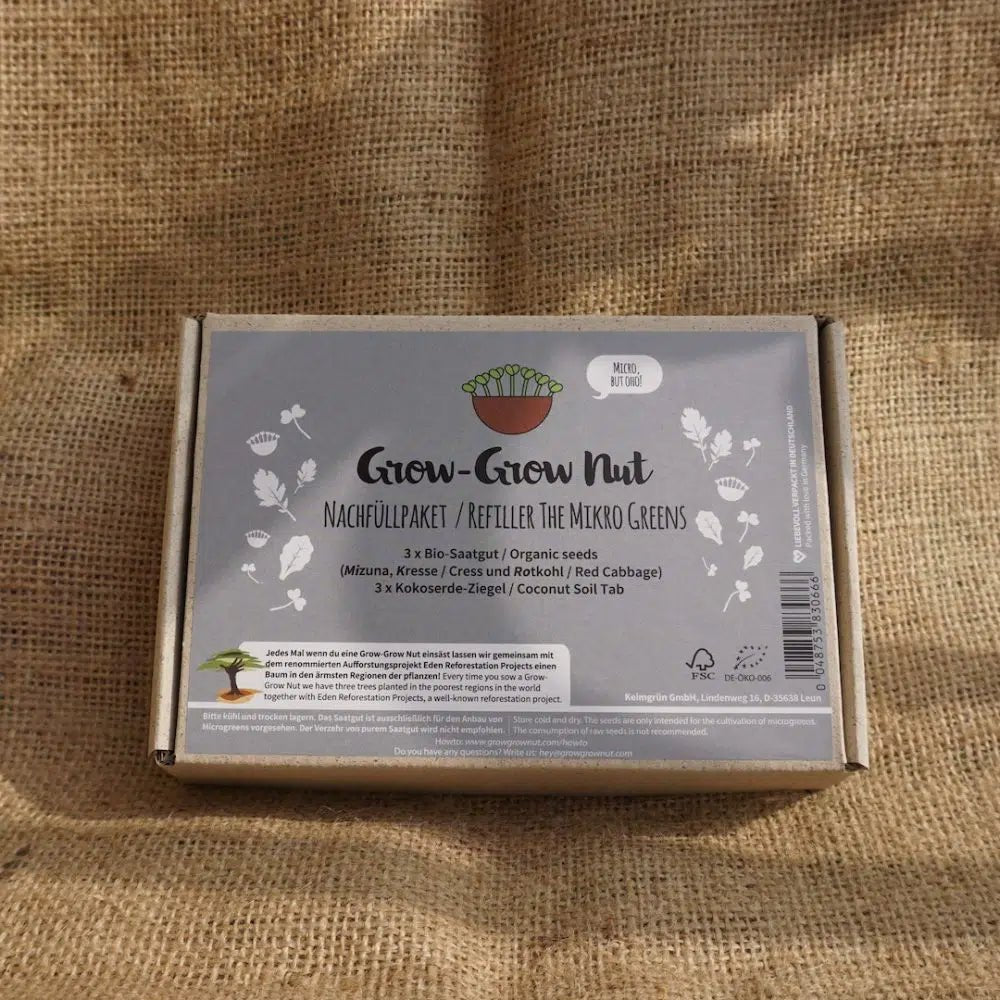 MICRO,
BUT OHO!
Grow-Grow Nut
NACHFÜLLPAKET / REFILLER THE MIKRO GREENS
3 x Bio-Saatgut / Organic seeds
(Mizuna, Kresse / Cress und Rotkohl / Red Cabbage)
3 x Kokoserde-Ziegel / Coconut Soil Tab
LIEBEVOLL VERPACKT IN DEUTSCHLAND
Packed with love in Germany
0 048753 830666
Jedes Mal wenn du eine Grow-Grow Nut einsäst lassen wir gemeinsam mit
dem renommierten Aufforstungsprojekt Eden Reforestation Projects einen
Baum in den ärmsten Regionen der pflanzen! Every time you sow a Grow-
Grow Nut we have three trees planted in the poorest regions in the world
together with Eden Reforestation Projects, a well-known reforestation project.
FSC
DE-ÖKO-006
Keimgrün GmbH, Lindenweg 16, D-35638 Leun
Bitte kühl und trocken lagern. Das Saatgut ist ausschließlich für den Anbau von
Microgreens vorgesehen. Der Verzehr von purem Saatgut wird nicht empfohlen.
Store cold and dry. The seeds are only intended for the cultivation of microgreens.
The consumption of raw seeds is not recommended.
Howto: www.growgrownut.com/howto
Do you have any questions? Write us: hey@growgrownut.com